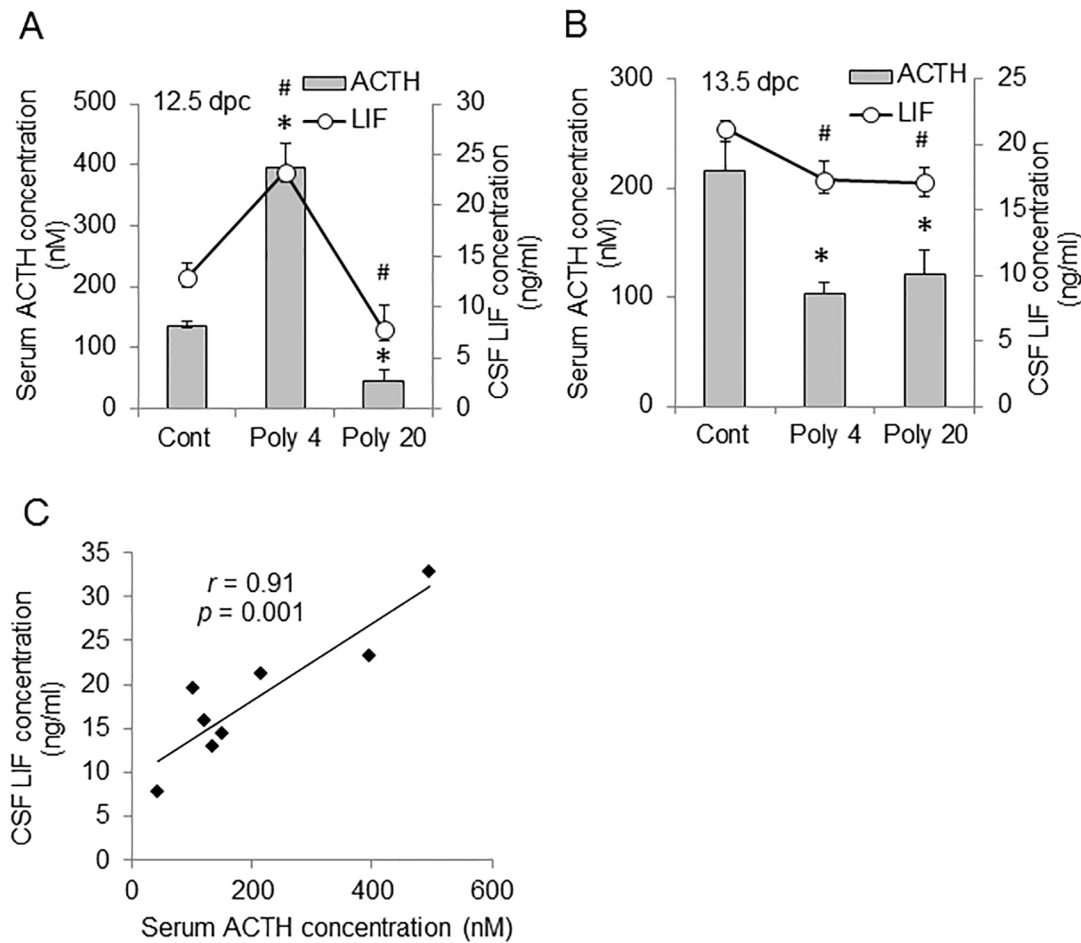 A
12.5 dpc
ACTH
LIF
#
*
#
*
Serum ACTH concentration
(nM)
500
400
300
200
100
0
CSF LIF concentration
(ng/ml)
30
25
20
15
10
5
0
Cont Poly 4 Poly 20
B
13.5 dpc
ACTH
LIF
#
#
*
*
Serum ACTH concentration
(nM)
300
200
100
0
CSF LIF concentration
(ng/ml)
25
20
15
10
5
0
Cont Poly 4 Poly 20
C
r = 0.91
p = 0.001
CSF LIF concentration
(ng/ml)
35
30
25
20
15
10
5
0
0 200 400 600
Serum ACTH concentration (nM)